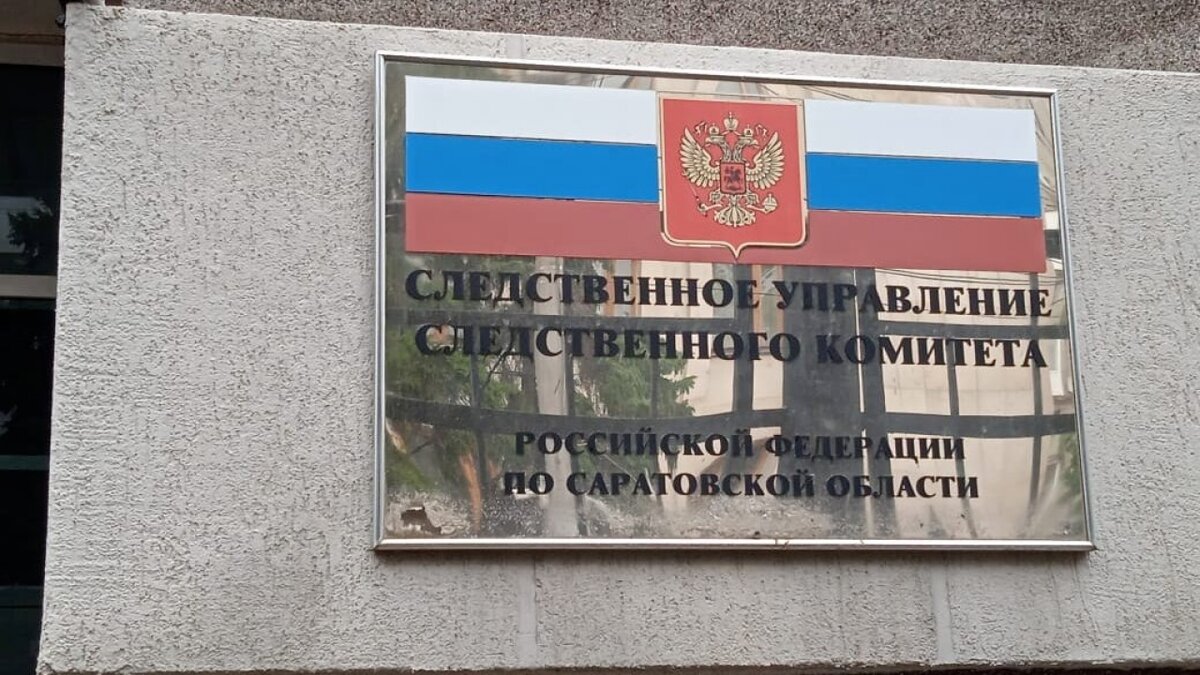 СЛЕДСТВЕННОЕ УПРАВЛЕНИЕ
СЛЕДСТВЕННОГО КОМИТЕТА
РОССИЙСКОЙ ФЕДЕРАЦИИ
ПО САРАТОВСКОЙ ОБЛАСТИ